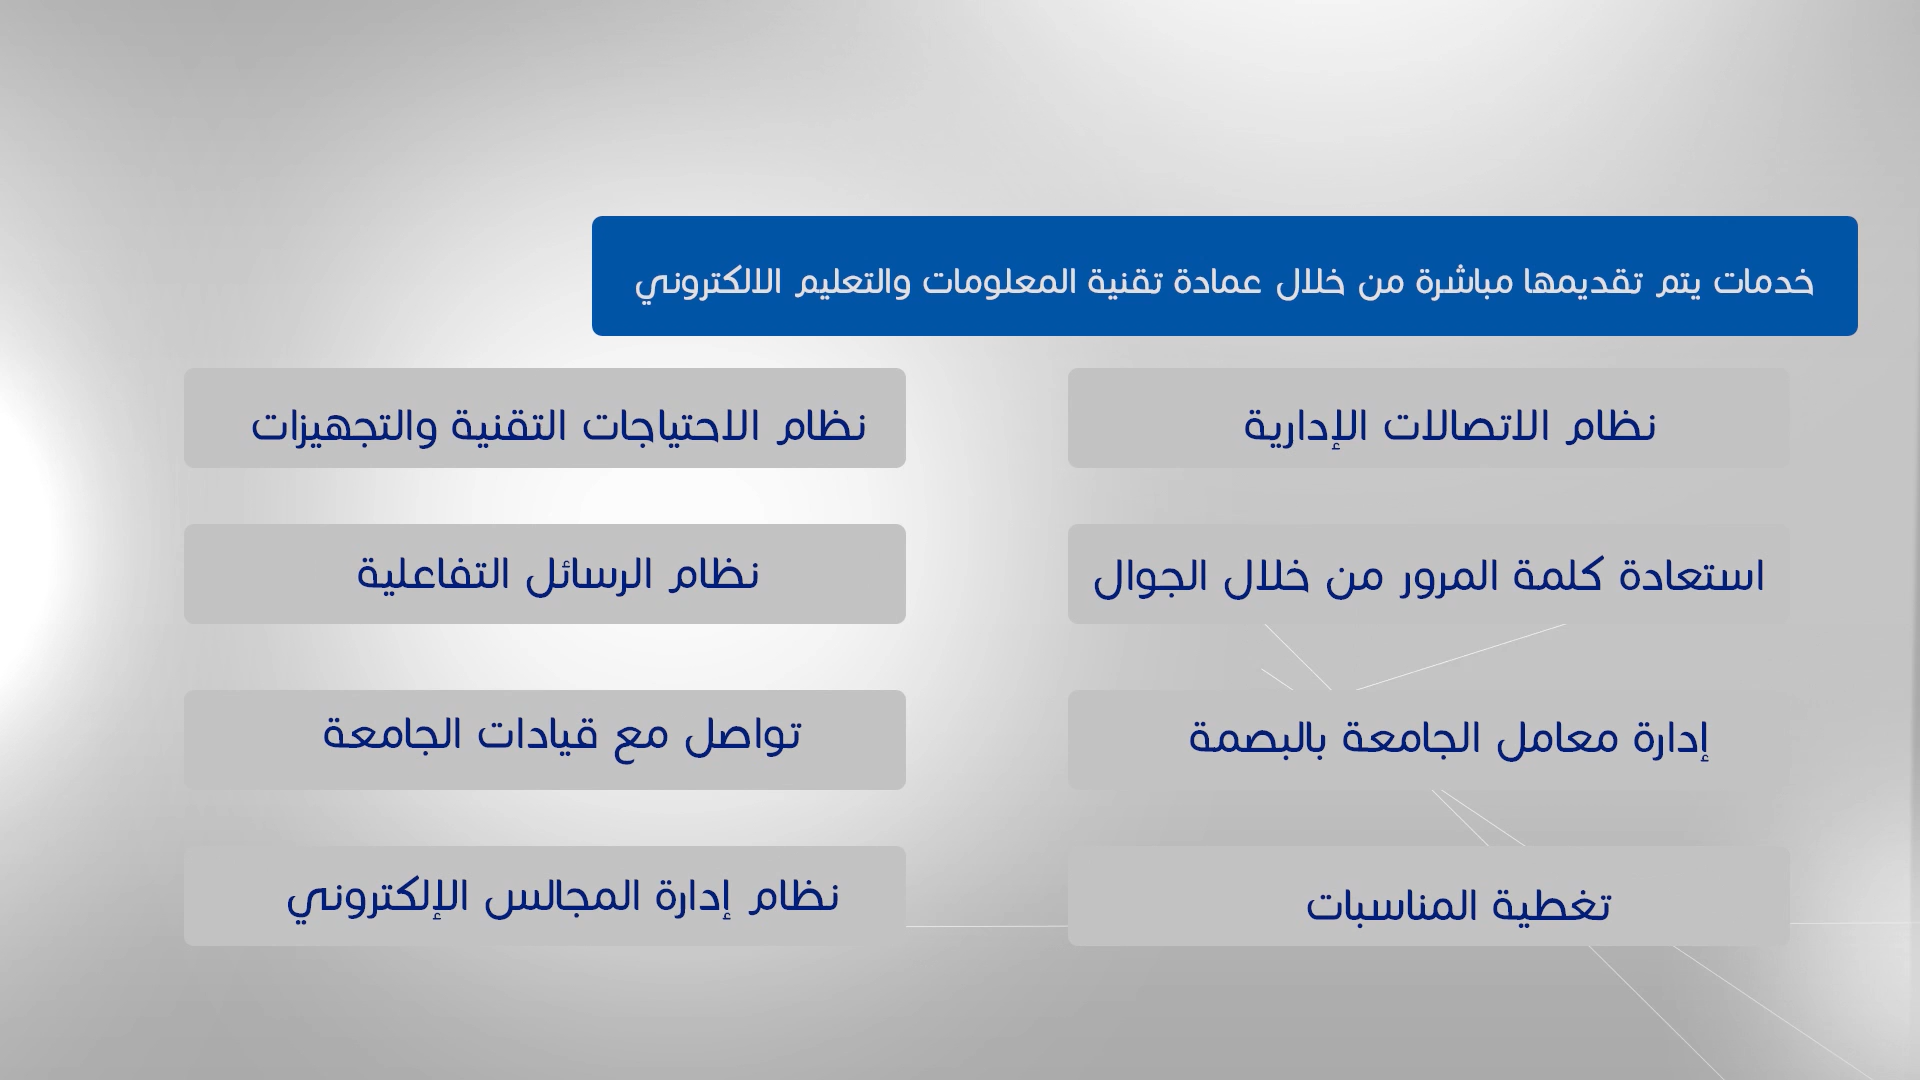 خدمات يتم تقديمها مباشرة من خلال عمادة تقنية المعلومات والتعليم الالكتروني
نظام الاتصالات الإدارية
نظام الاحتياجات التقنية والتجهيزات
استعادة كلمة المرور من خلال الجوال
نظام الرسائل التفاعلية
إدارة معامل الجامعة بالبصمة
تواصل مع قيادات الجامعة
تغطية المناسبات
نظام إدارة المجالس الإلكتروني